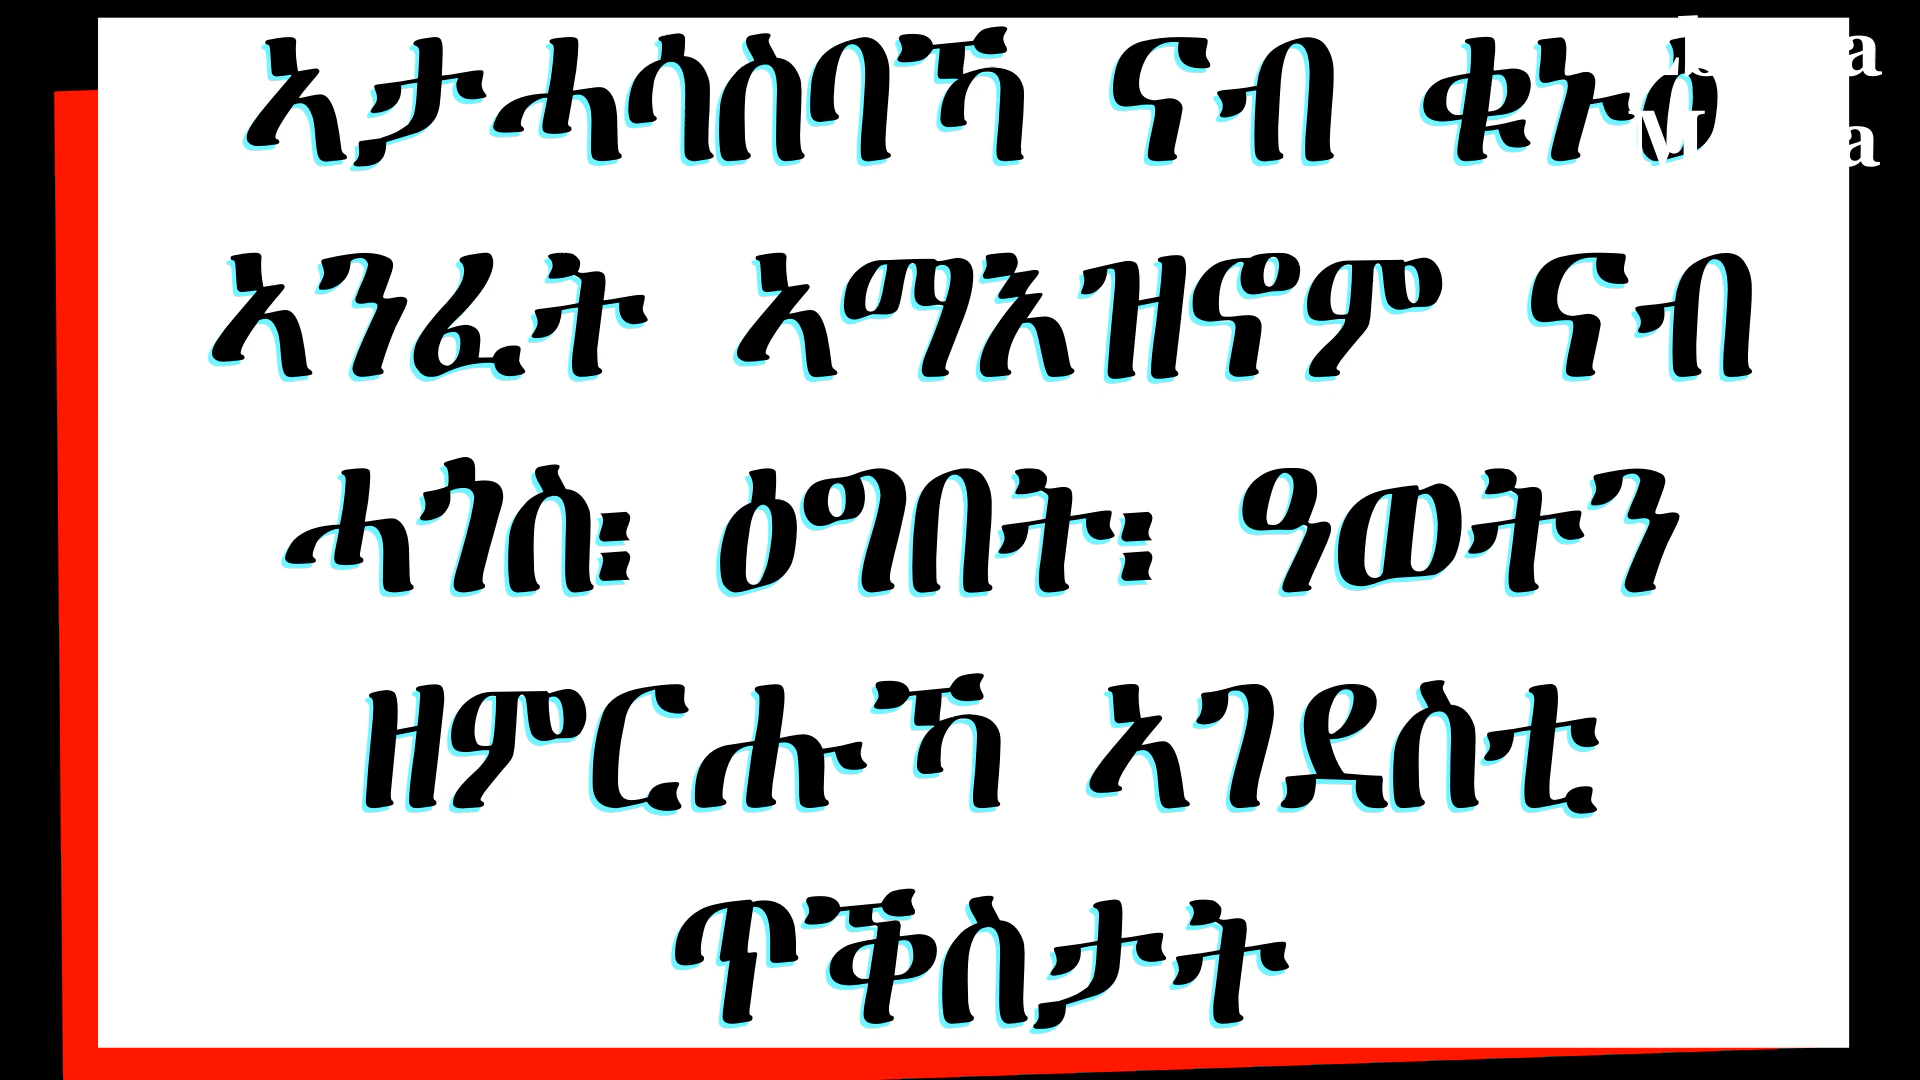 ኣታሓሳስባኻ ናብ ቁኑዕ
ኣንፈት ኣማእዝኖም ናብ
ሓጎስ፡ ዕግበት፡ ዓወትን
ዘምርሑኻ ኣገደስቲ
ጥቕስታት